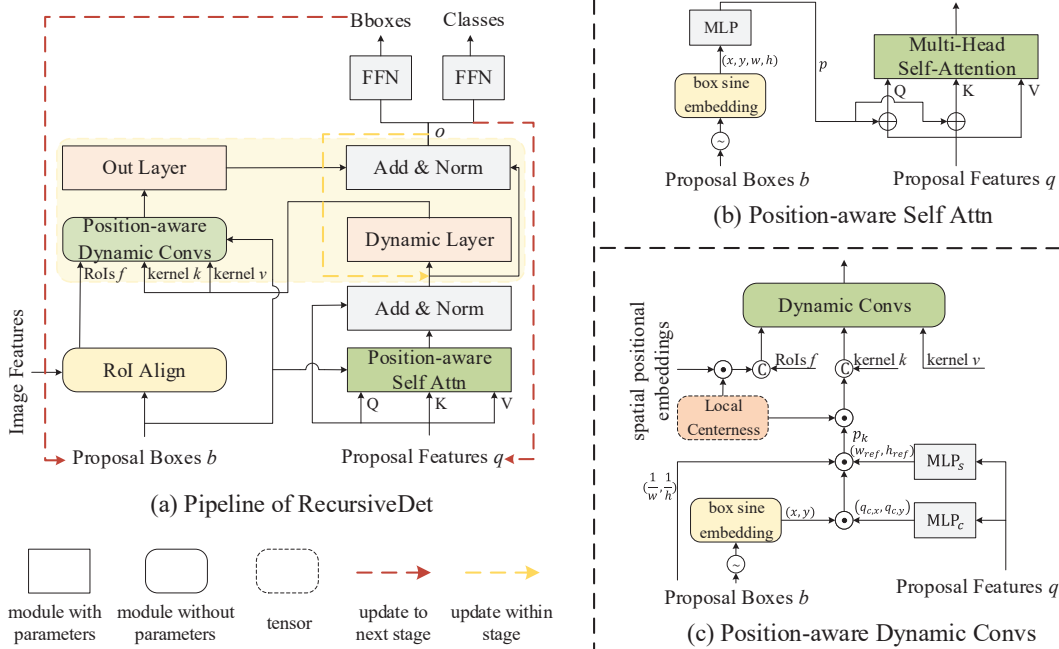 Bboxes
Classes
FFN
FFN
o
Out Layer
Add & Norm
Position-aware
Dynamic Convs
Dynamic Layer
RoIs f
kernel k
kernel v
Add & Norm
Image Features
RoI Align
Position-aware
Self Attn
Q
K
V
Proposal Boxes b
Proposal Features q
(a) Pipeline of RecursiveDet
module with
parameters
module without
parameters
tensor
update to
next stage
update within
stage
MLP
(x, y, w, h)
p
box sine
embedding
~
Multi-Head
Self-Attention
Q
K
V
Proposal Boxes b
Proposal Features q
(b) Position-aware Self Attn
Dynamic Convs
spatial positional
embeddings
C
RoIs f
C
kernel k
kernel v
Local
Centerness
p_k
(w_ref, h_ref)
MLP_s
(1/w, 1/h)
box sine
embedding
(x, y)
(q_c,x, q_c,y)
MLP_c
~
Proposal Boxes b
Proposal Features q
(c) Position-aware Dynamic Convs